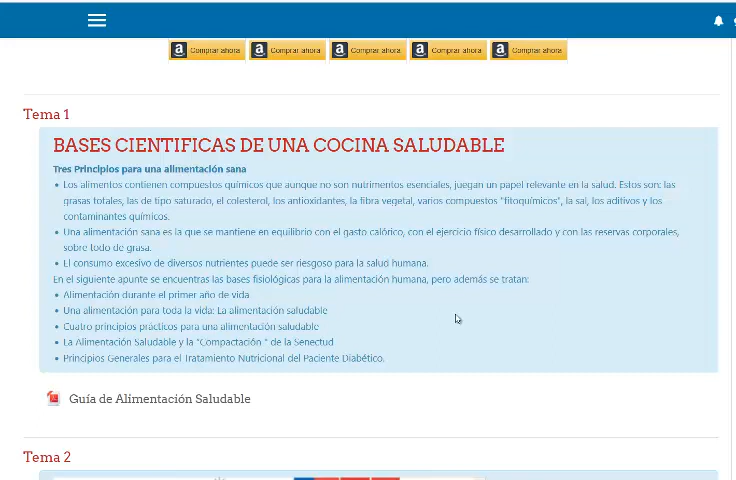 a Comprar ahora a Comprar ahora a Comprar ahora a Comprar ahora a Comprar ahora
Tema 1
BASES CIENTIFICAS DE UNA COCINA SALUDABLE
Tres Principios para una alimentación sana
• Los alimentos contienen compuestos químicos que aunque no son nutrimentos esenciales, juegan un papel relevante en la salud. Estos son: las
grasas totales, las de tipo saturado, el colesterol, los antioxidantes, la fibra vegetal, varios compuestos "fitoquímicos", la sal, los aditivos y los
contaminantes químicos.
• Una alimentación sana es la que se mantiene en equilibrio con el gasto calórico, con el ejercicio físico desarrollado y con las reservas corporales,
sobre todo de grasa.
• El consumo excesivo de diversos nutrientes puede ser riesgoso para la salud humana.
En el siguiente apunte se encuentras las bases fisiológicas para la alimentación humana, pero además se tratan:
• Alimentación durante el primer año de vida
• Una alimentación para toda la vida: La alimentación saludable
• Cuatro principios prácticos para una alimentación saludable
• La Alimentación Saludable y la "Compactación " de la Senectud
• Principios Generales para el Tratamiento Nutricional del Paciente Diabético.
Guía de Alimentación Saludable
Tema 2